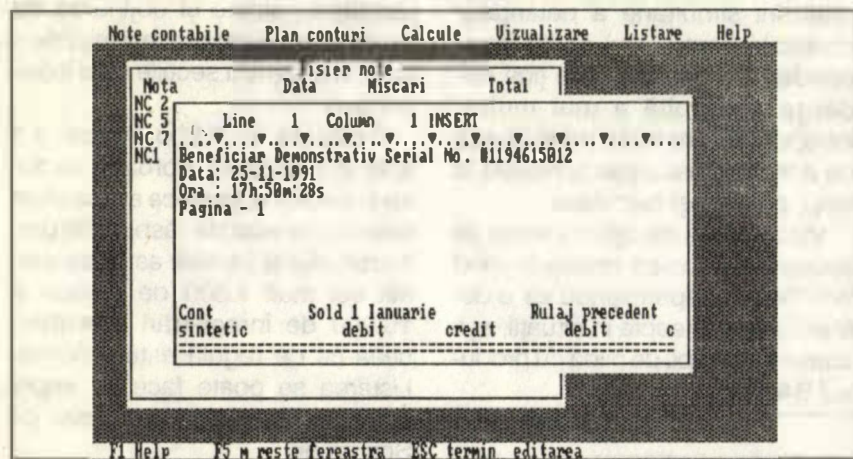 Note contabile Plan conturi Calcule Vizualizare Listare Help
Fisier note
Nota Data Miscari Total
NC 2
NC 5 Line 1 Column 1 INSERT
NC 7
NC1 Beneficiar Demonstrativ Serial No. #1194615012
Data: 25-11-1991
Ora : 17h:50m:28s
Pagina - 1
Cont Sold 1 Ianuarie Rulaj precedent
sintetic debit credit debit c
F1 Help F5 m reste fereastra ESC termin editarea